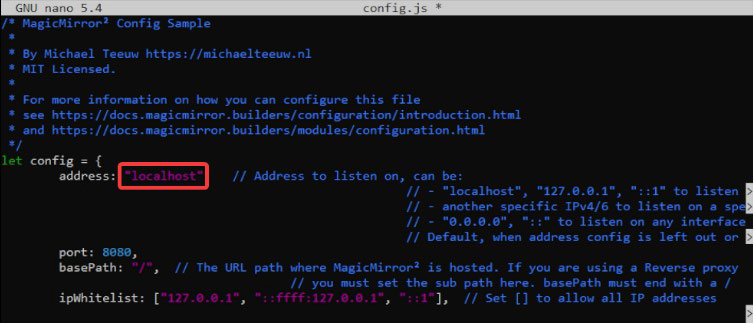 GNU nano 5.4 config.js *
/* MagicMirror² Config Sample
 *
 * By Michael Teeuw https://michaelteeuw.nl
 * MIT Licensed.
 *
 * For more information on how you can configure this file
 * see https://docs.magicmirror.builders/configuration/introduction.html
 * and https://docs.magicmirror.builders/modules/configuration.html
 */
let config = {
address: "localhost" // Address to listen on, can be:
// - "localhost", "127.0.0.1", "::1" to listen >
// - another specific IPv4/6 to listen on a spe>
// - "0.0.0.0", "::" to listen on any interface
// Default, when address config is left out or >
port: 8080,
basePath: "/", // The URL path where MagicMirror² is hosted. If you are using a Reverse proxy
// you must set the sub path here. basePath must end with a /
ipWhitelist: ["127.0.0.1", "::ffff:127.0.0.1", "::1"], // Set [] to allow all IP addresses
>